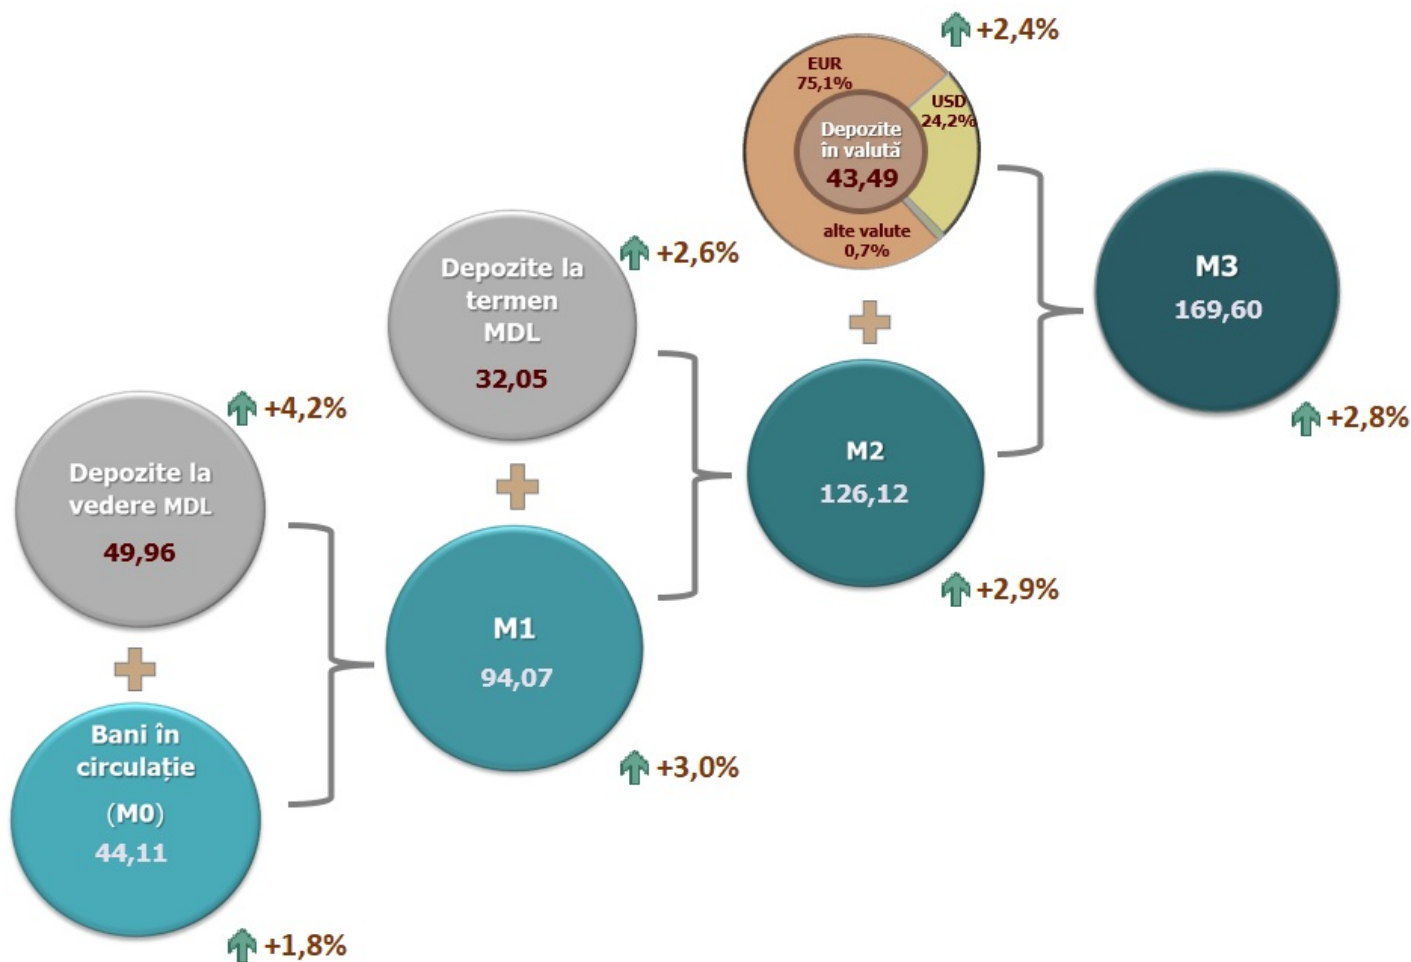 +2,4%
EUR
75,1%
USD
24,2%
Depozite
în valută
43,49
alte valute
0,7%
+2,6%
Depozite la
termen
MDL
32,05
M3
169,60
+2,8%
+4,2%
Depozite la
vedere MDL
49,96
M2
126,12
+2,9%
M1
94,07
+3,0%
Bani în
circulație
(M0)
44,11
+1,8%